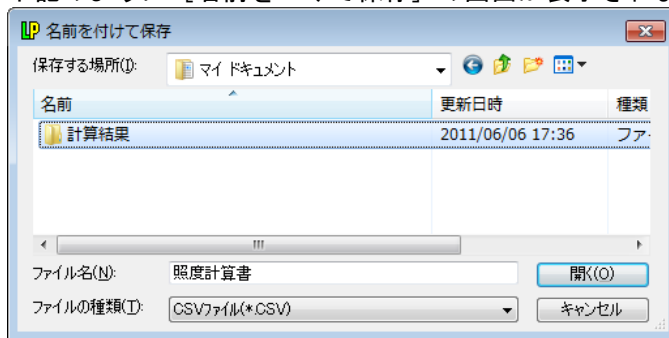 LP 名前を付けて保存
保存する場所(I): マイ ドキュメント
名前 更新日時 種類
計算結果 2011/06/06 17:36 ファ
ファイル名(N): 照度計算書 開く(O)
ファイルの種類(T): CSVファイル(*.CSV) キャンセル